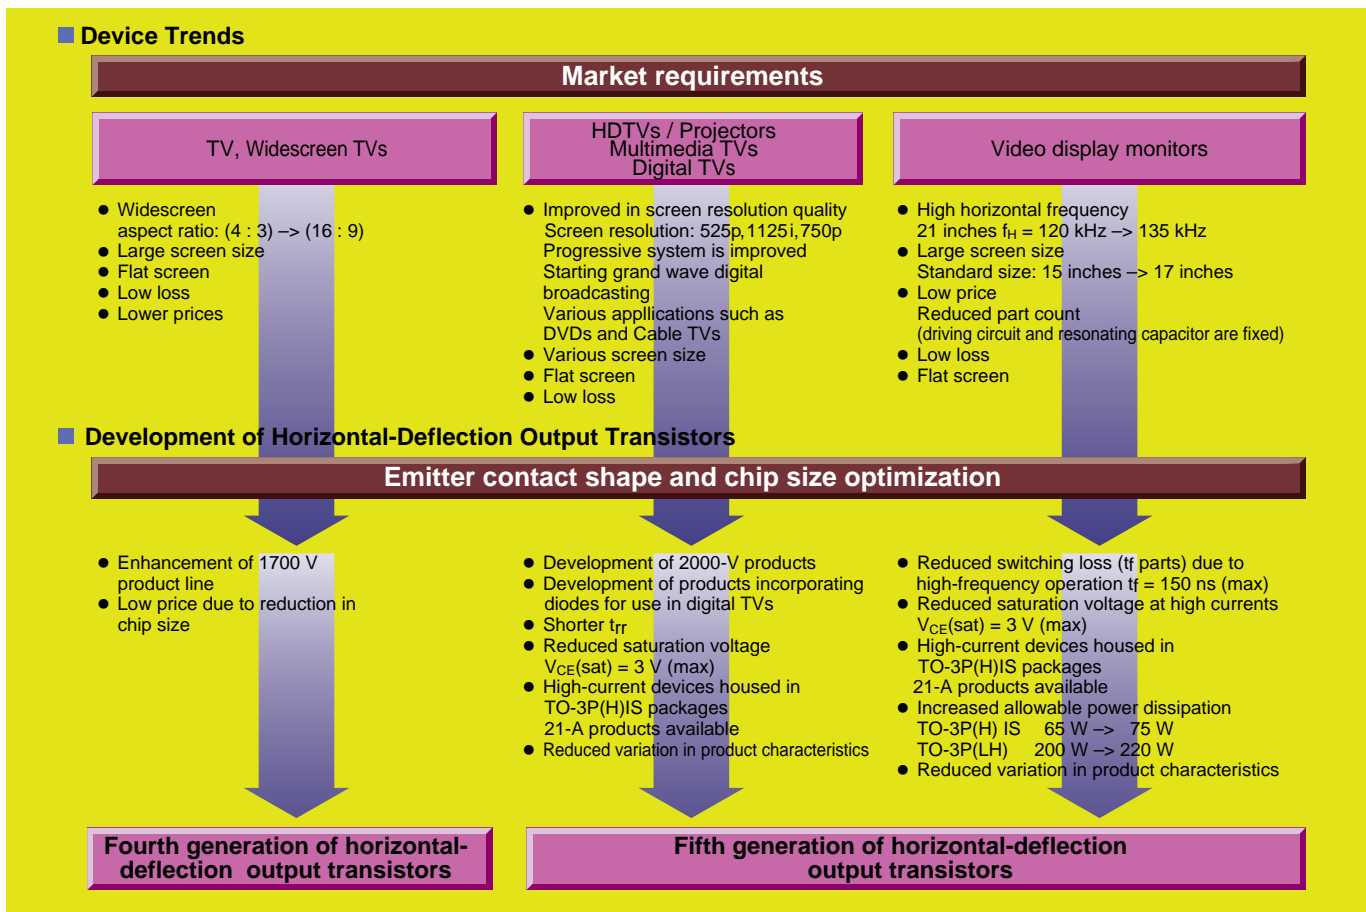 Device Trends
Market requirements
TV, Widescreen TVs
● Widescreen
aspect ratio: (4 : 3) –> (16 : 9)
● Large screen size
● Flat screen
● Low loss
● Lower prices
HDTVs / Projectors
Multimedia TVs
Digital TVs
● Improved in screen resolution quality
Screen resolution: 525p,1125i,750p
Progressive system is improved
Starting grand wave digital
broadcasting
Various appllications such as
DVDs and Cable TVs
● Various screen size
● Flat screen
● Low loss
Video display monitors
● High horizontal frequency
21 inches fH = 120 kHz –> 135 kHz
● Large screen size
Standard size: 15 inches –> 17 inches
● Low price
Reduced part count
(driving circuit and resonating capacitor are fixed)
● Low loss
● Flat screen
Development of Horizontal-Deflection Output Transistors
Emitter contact shape and chip size optimization
● Enhancement of 1700 V
product line
● Low price due to reduction in
chip size
● Development of 2000-V products
● Development of products incorporating
diodes for use in digital TVs
● Shorter trr
● Reduced saturation voltage
VCE(sat) = 3 V (max)
● High-current devices housed in
TO-3P(H)IS packages
21-A products available
● Reduced variation in product characteristics
● Reduced switching loss (tf parts) due to
high-frequency operation tf = 150 ns (max)
● Reduced saturation voltage at high currents
VCE(sat) = 3 V (max)
● High-current devices housed in
TO-3P(H)IS packages
21-A products available
● Increased allowable power dissipation
TO-3P(H) IS 65 W –> 75 W
TO-3P(LH) 200 W –> 220 W
● Reduced variation in product characteristics
Fourth generation of horizontal-
deflection output transistors
Fifth generation of horizontal-deflection
output transistors